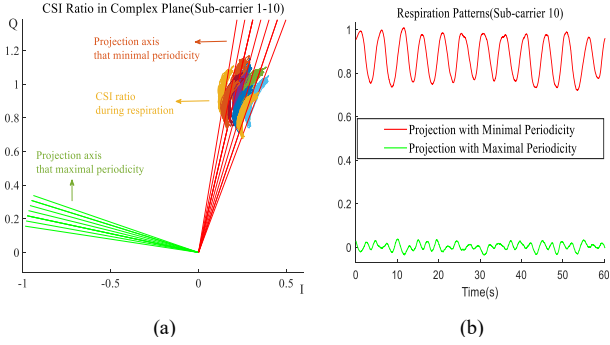 CSI Ratio in Complex Plane(Sub-carrier 1-10)
Q
1.2
1
0.8
0.6
0.4
0.2
0
-1
-0.5
0
0.5
I
Projection axis
that minimal periodicity
CSI ratio
during respiration
Projection axis
that maximal periodicity
(a)
Respiration Patterns(Sub-carrier 10)
1
0.8
0.6
0.4
0.2
0
Projection with Minimal Periodicity
Projection with Maximal Periodicity
0
10
20
30
40
50
60
Time(s)
(b)